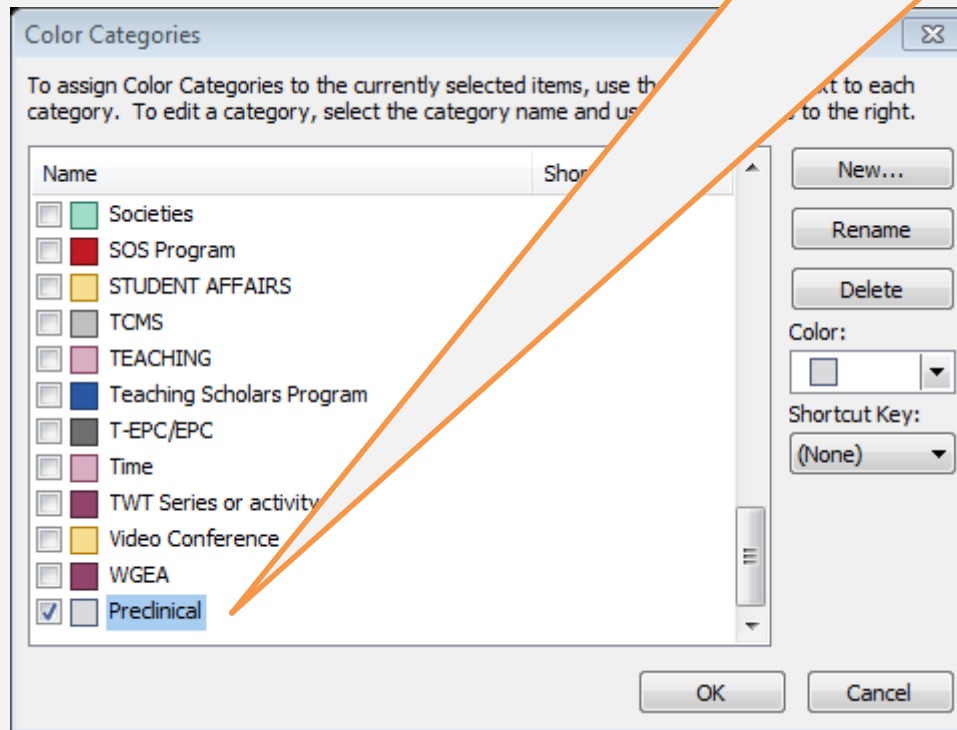 Color Categories
To assign Color Categories to the currently selected items, use th xt to each
category. To edit a category, select the category name and us to the right.
Name Shor
New...
Societies
SOS Program
Rename
STUDENT AFFAIRS
Delete
TCMS
Color:
TEACHING
Teaching Scholars Program
Shortcut Key:
T-EPC/EPC
(None)
Time
TWT Series or activity
Video Conference
WGEA
Preclinical
OK Cancel